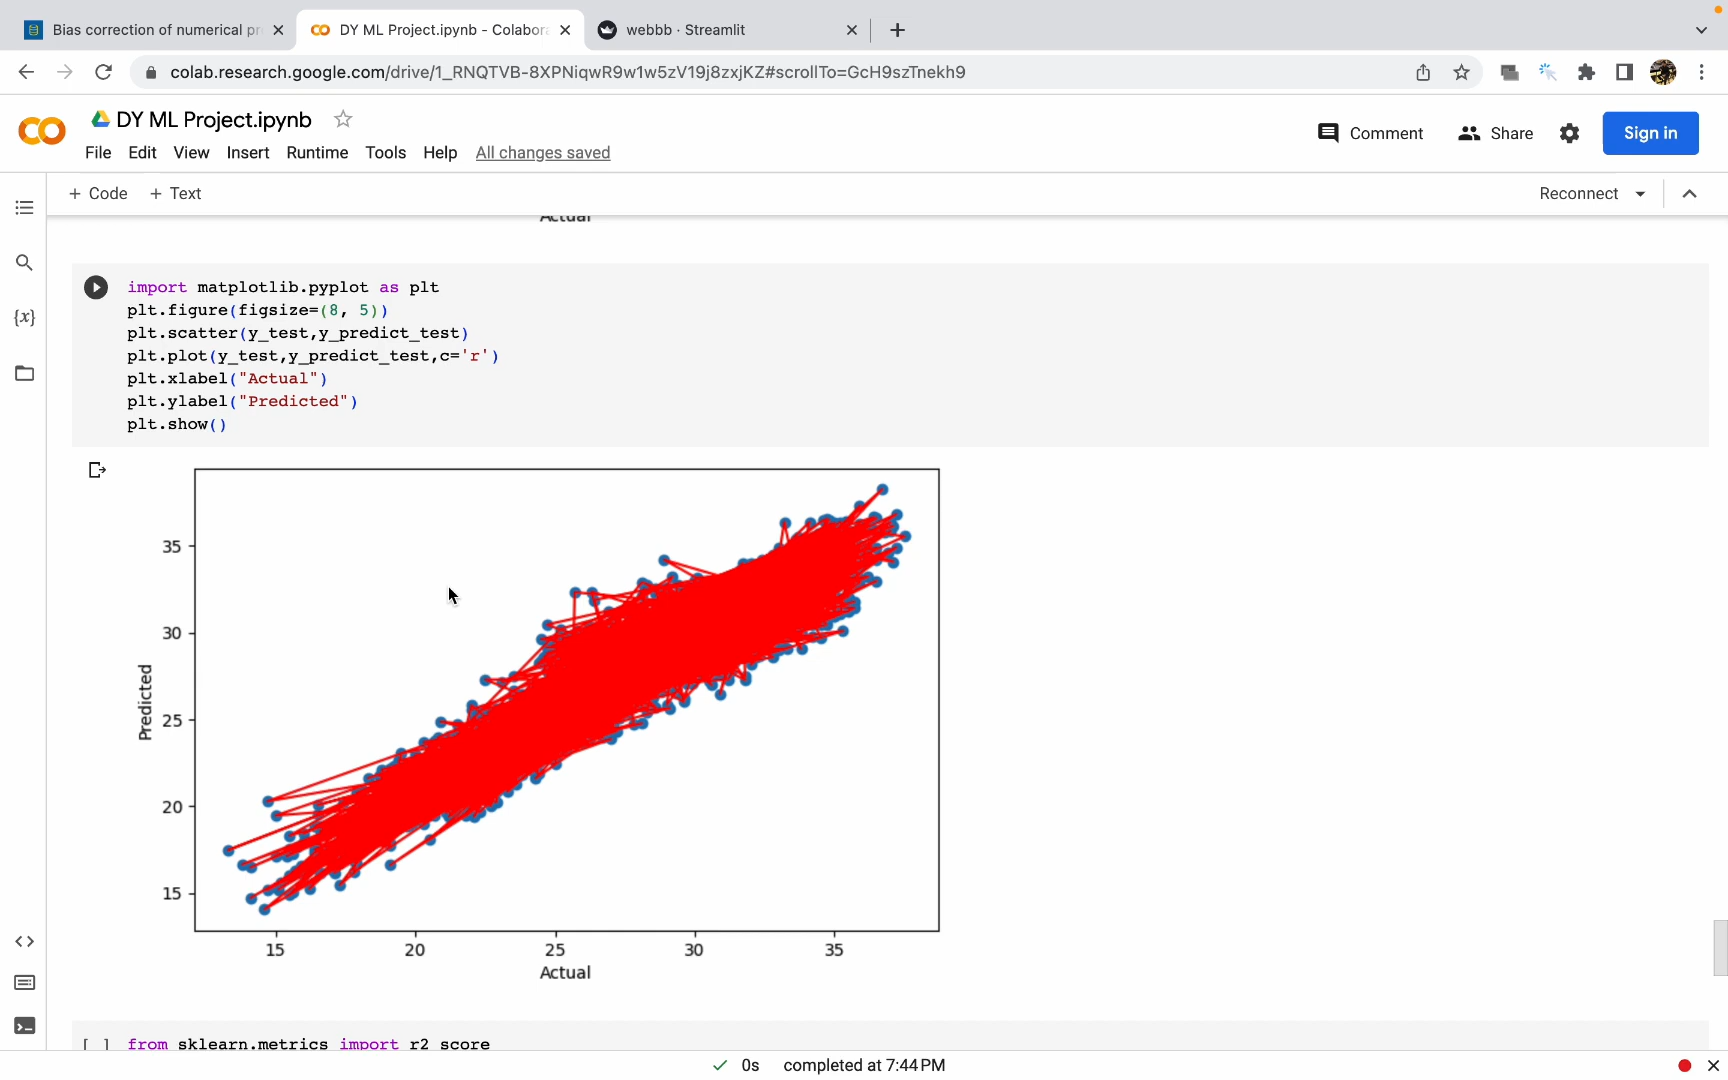 Bias correction of numerical pr
DY ML Project.ipynb - Colabora
webbb · Streamlit
colab.research.google.com/drive/1_RNQTVB-8XPNiqwR9w1w5zV19j8zxjKZ#scrollTo=GcH9szTnekh9
DY ML Project.ipynb
Comment
Share
Sign in
File Edit View Insert Runtime Tools Help All changes saved
+ Code + Text
Reconnect
Actual
{x}
import matplotlib.pyplot as plt
plt.figure(figsize=(8, 5))
plt.scatter(y_test,y_predict_test)
plt.plot(y_test,y_predict_test,c='r')
plt.xlabel("Actual")
plt.ylabel("Predicted")
plt.show()
35
30
25
20
15
Predicted
15 20 25 30 35
Actual
[ ] from sklearn.metrics import r2_score
0s completed at 7:44 PM